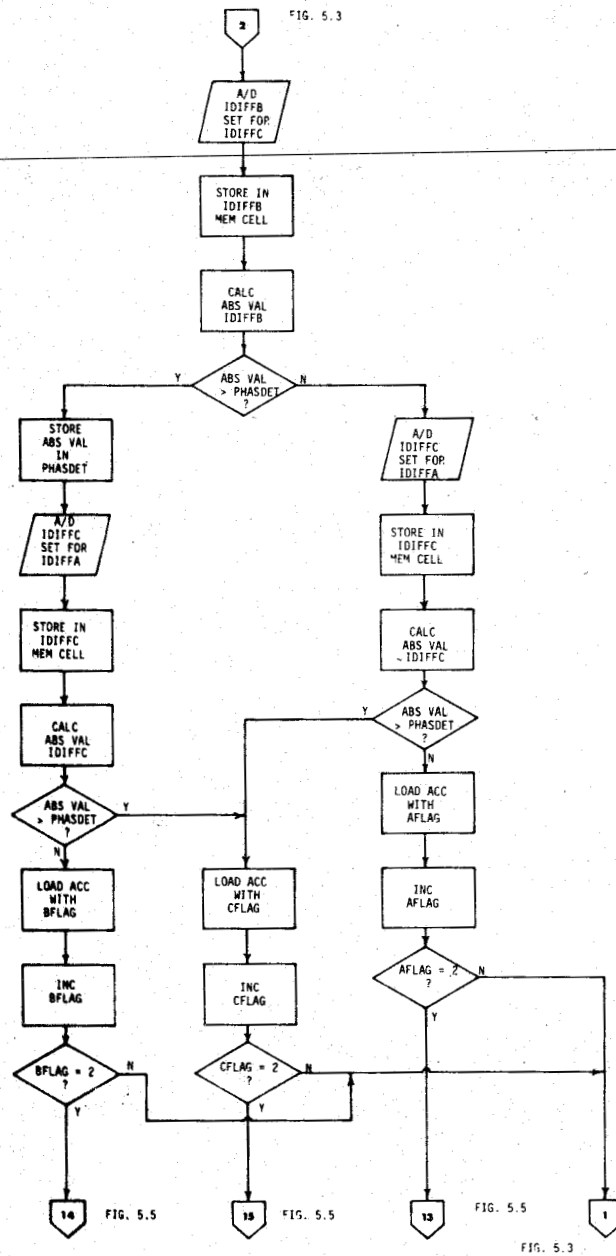 FIG. 5.3
2
A/D
IDIFFB
SET FOR
IDIFFC
STORE IN
IDIFFB
MEM CELL
CALC
ABS VAL
IDIFFB
ABS VAL
> PHASDET
?
Y
N
STORE
ABS VAL
IN
PHASDET
A/D
IDIFFC
SET FOR
IDIFFA
STORE IN
IDIFFC
MEM CELL
CALC
ABS VAL
IDIFFC
ABS VAL
> PHASDET
?
Y
N
LOAD ACC
WITH
BFLAG
INC
BFLAG
BFLAG = 2
?
N
Y
14
FIG. 5.5
LOAD ACC
WITH
CFLAG
INC
CFLAG
CFLAG = 2
?
N
Y
15
FIG. 5.5
A/D
IDIFFC
SET FOR
IDIFFA
STORE IN
IDIFFC
MEM CELL
CALC
ABS VAL
IDIFFC
ABS VAL
> PHASDET
?
Y
N
LOAD ACC
WITH
AFLAG
INC
AFLAG
AFLAG = 2
?
N
Y
13
FIG. 5.5
1
FIG. 5.3